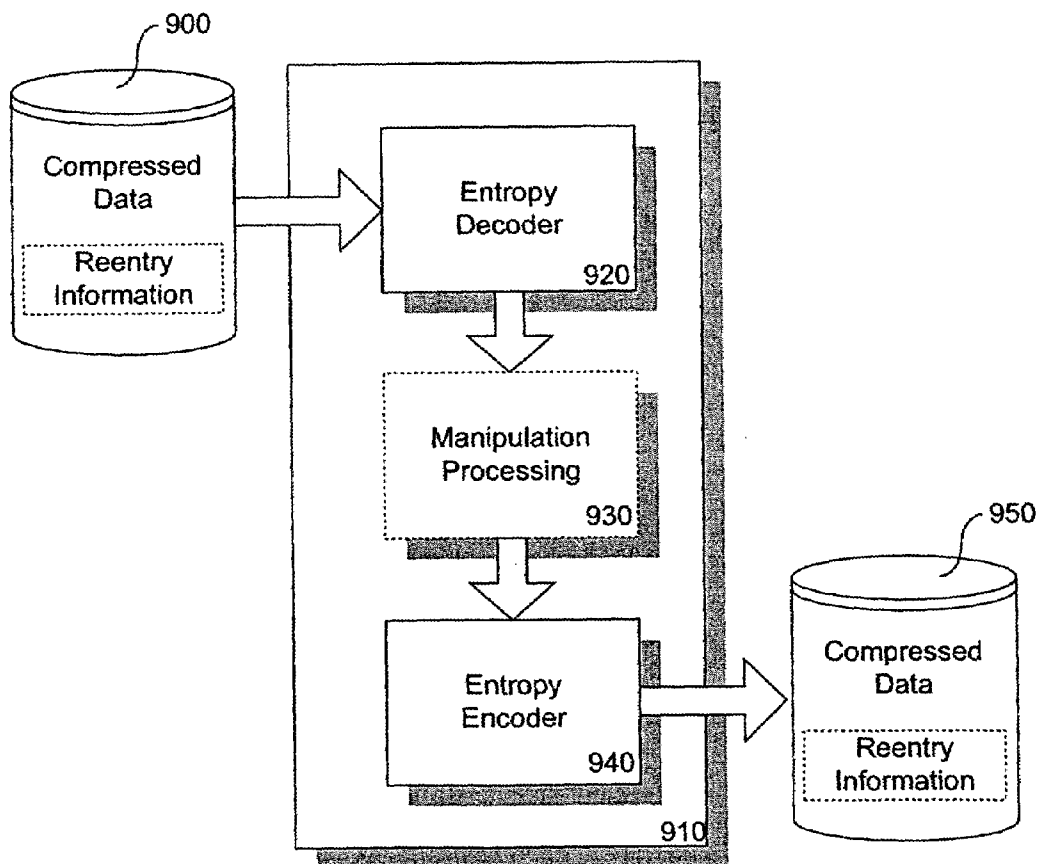 900
Compressed
Data
Reentry
Information
Entropy
Decoder
920
Manipulation
Processing
930
950
Entropy
Encoder
940
Compressed
Data
Reentry
Information
910